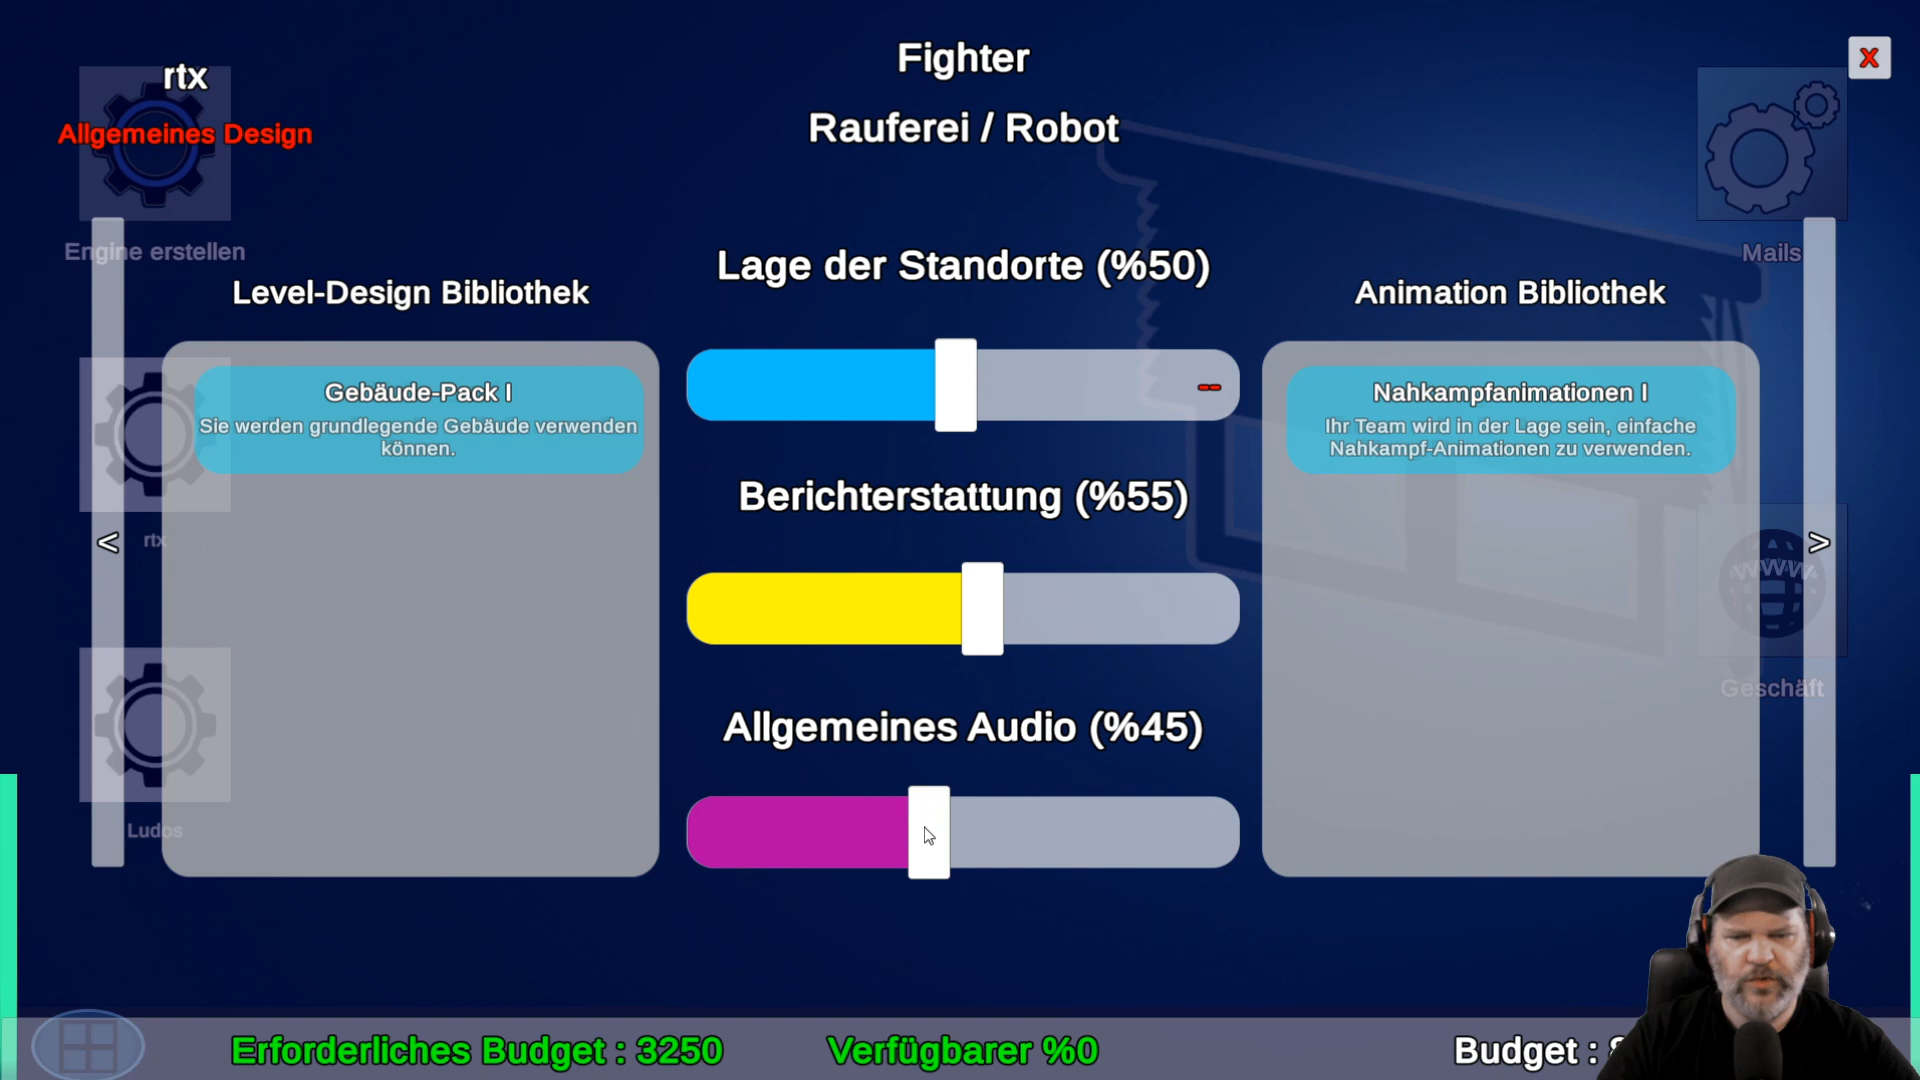 Fighter
rtx
X
Rauferei / Robot
Allgemeines Design
Engine erstellen
Mails
Lage der Standorte (%50)
Level-Design Bibliothek
Animation Bibliothek
Gebäude-Pack I
Sie werden grundlegende Gebäude verwenden
können.
--
Nahkampfanimationen I
Ihr Team wird in der Lage sein, einfache
Nahkampf-Animationen zu verwenden.
Berichterstattung (%55)
<
rtx
>
WWW
Geschäft
Allgemeines Audio (%45)
Ludos
Erforderliches Budget : 3250
Verfügbarer %0
Budget :